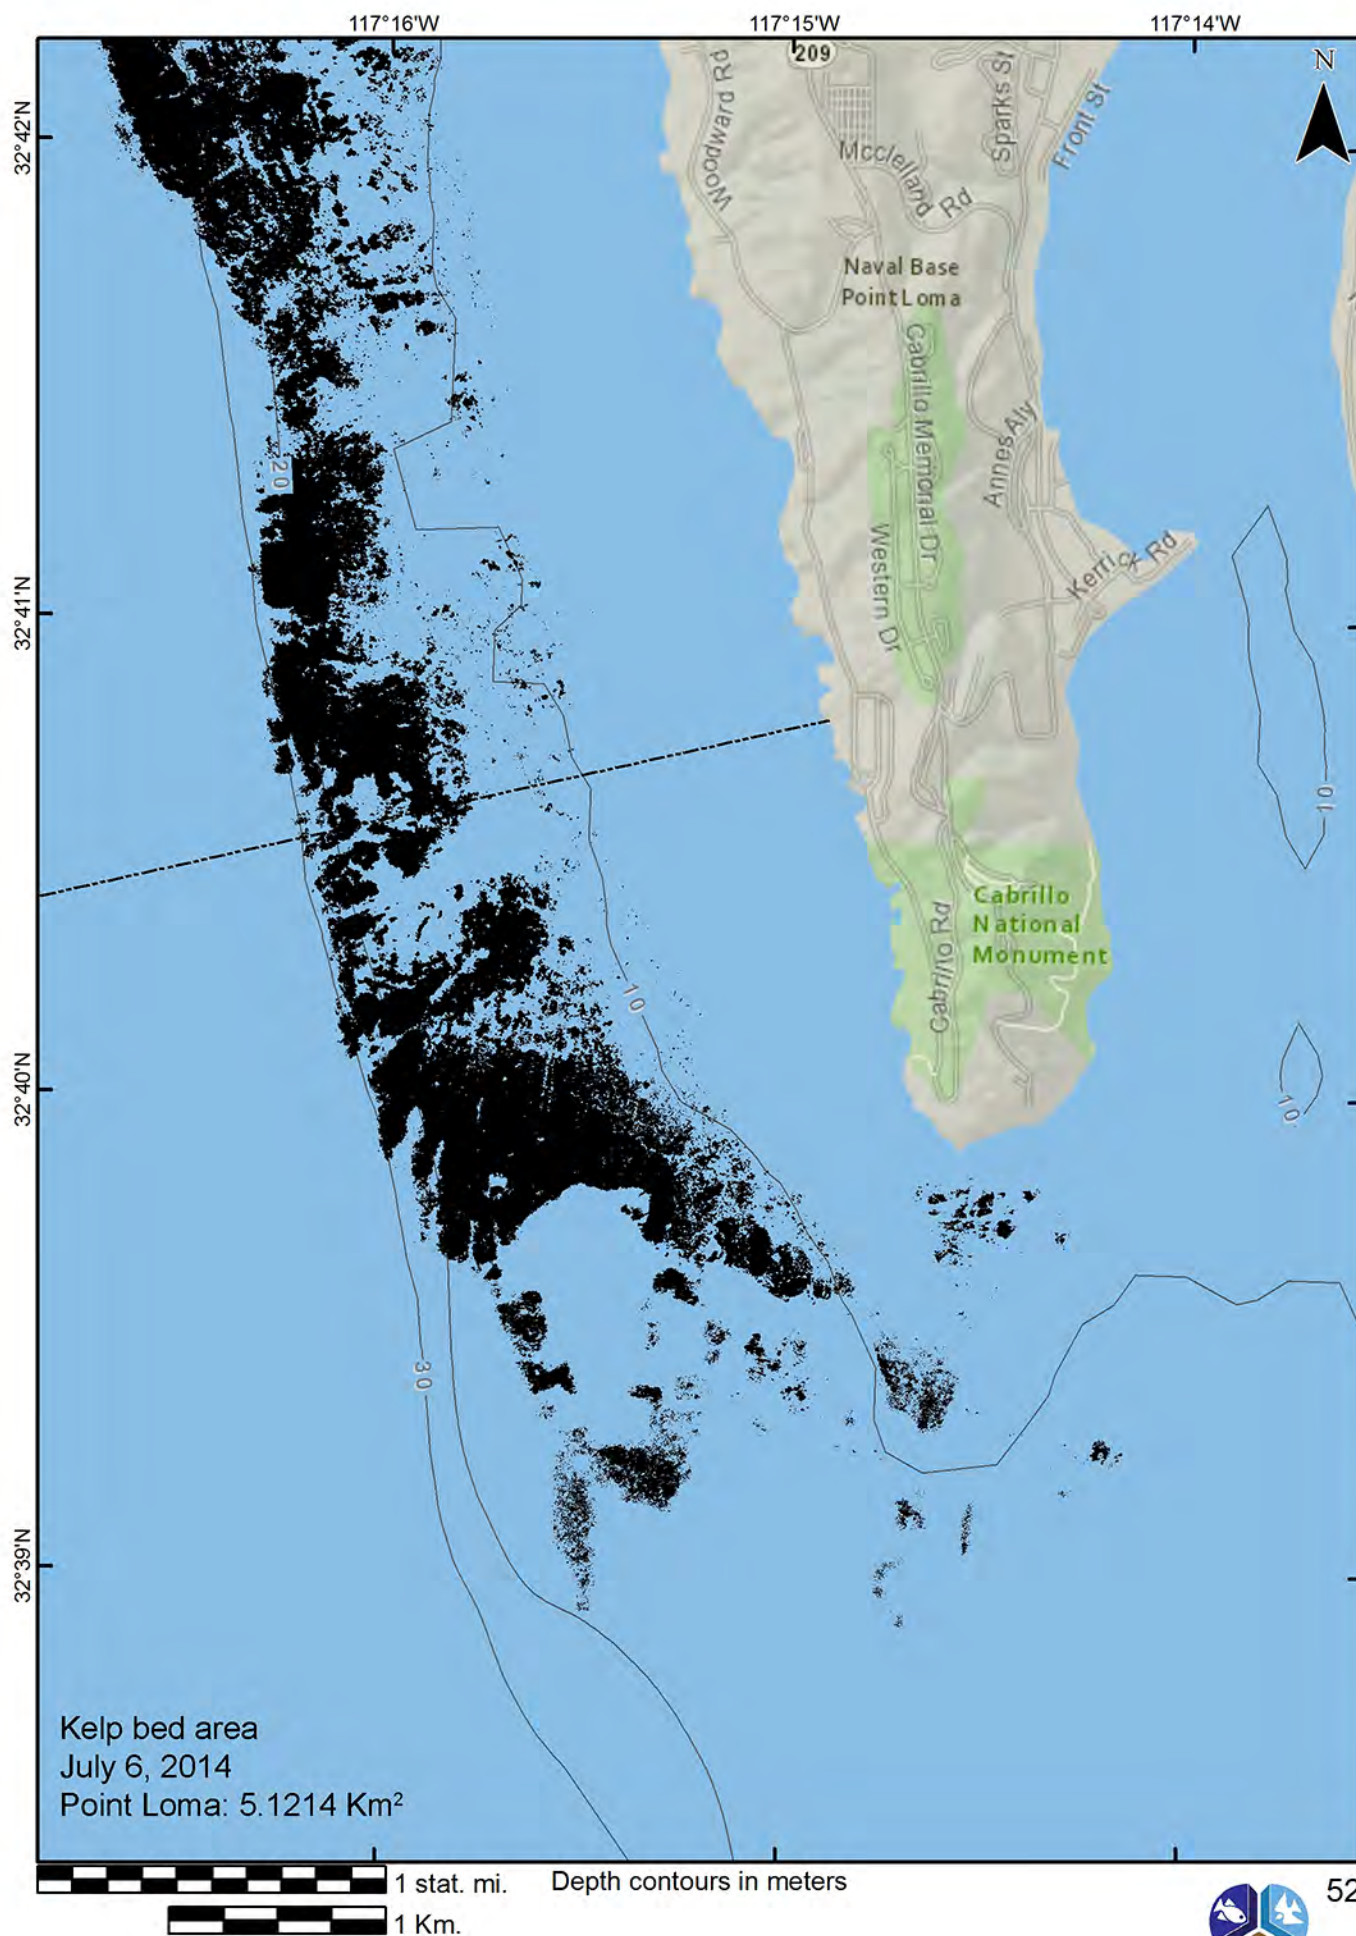 117°16'W
117°15'W
117°14'W
209
N
32°42'N
Woodward Rd
Sparks St
Front St
Mcclelland Rd
Naval Base
Point Loma
Cabrillo Memorial Dr
20
Annes Aly
Western Dr
Kerrick Rd
32°41'N
10
Cabrillo
National
Monument
Cabrillo Rd
10
32°40'N
10
30
32°39'N
Kelp bed area
July 6, 2014
Point Loma: 5.1214 Km²
1 stat. mi.
Depth contours in meters
52
1 Km.